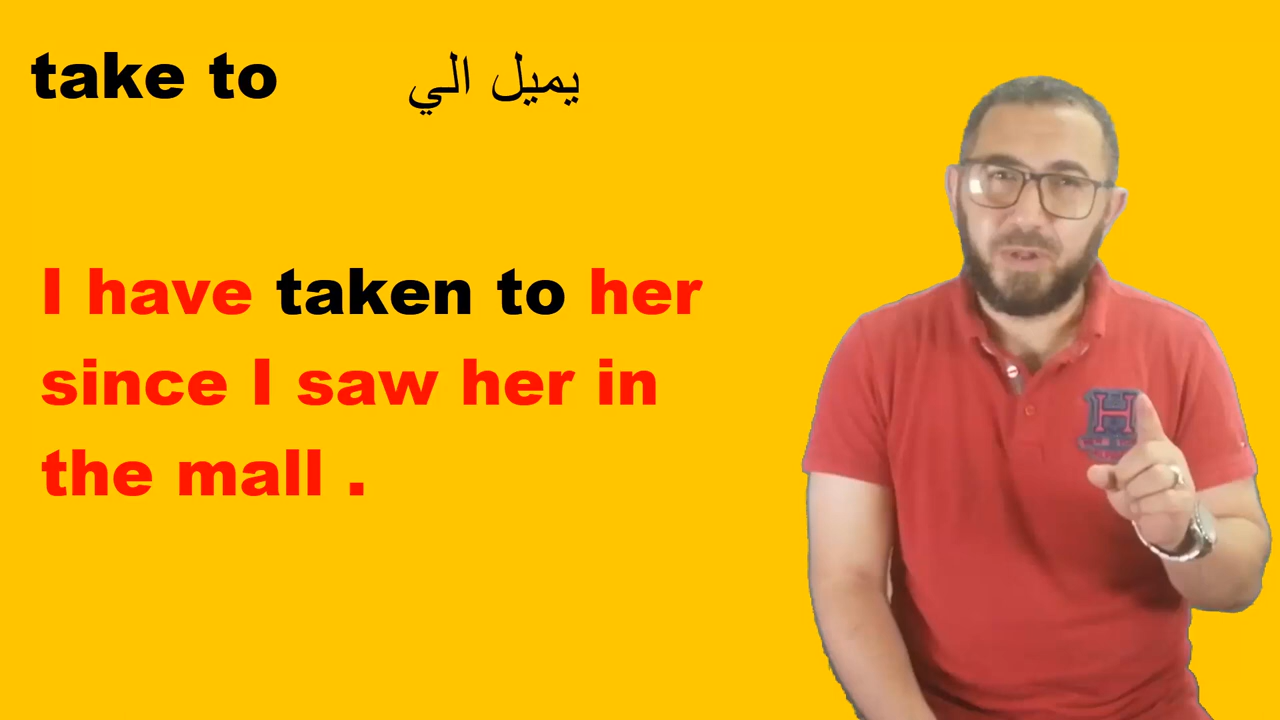 take to يميل الي
I have taken to her
since I saw her in
the mall .
H